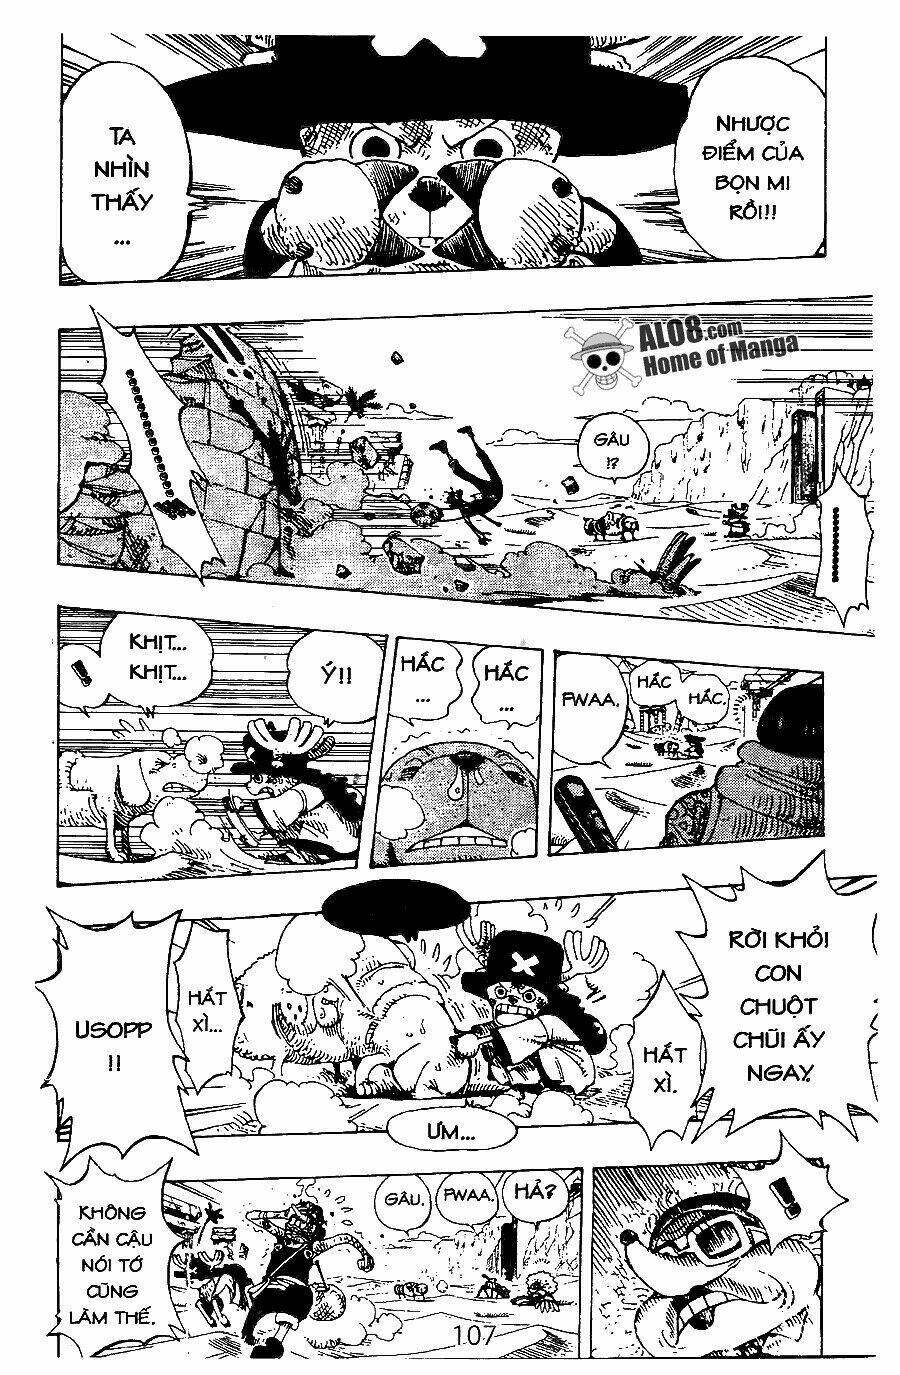 TA
NHÌN
THẤY
...
NHƯỢC
ĐIỂM CỦA
BỌN MI
RỒI!!
ALO8.com
Home of Manga
GÂU
!?
KHỊT...
KHỊT...
!
Ý!!
HẮC
...
HẮC
...
FWAA.
HẮC
HẮC.
RỜI KHỎI
CON
CHUỘT
CHŨI ẤY
NGAY.
HẮT
XÌ...
USOPP
!!
HẮT
XÌ.
ƯM...
KHÔNG
CẦN CẬU
NÓI TỚ
CŨNG
LÀM THẾ.
GÂU.
FWAA.
HẢ?
!
107